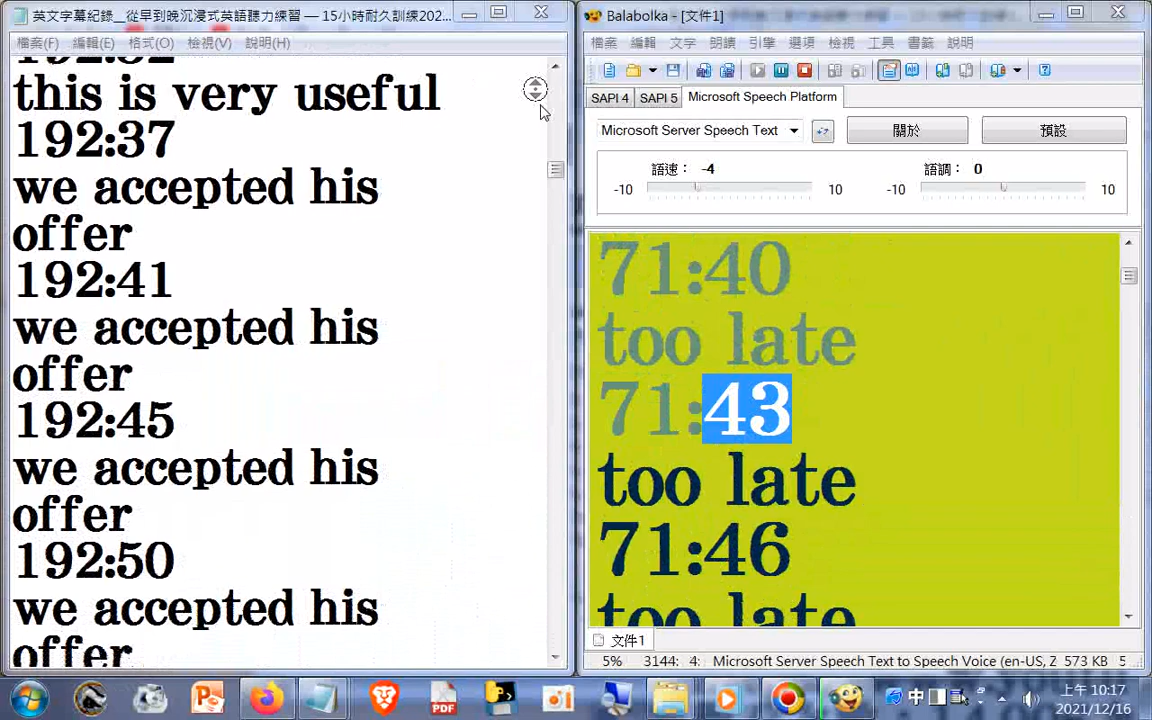 英文字幕紀錄__從早到晚沉浸式英語聽力練習 — 15小時耐久訓練202...
檔案(F) 編輯(E) 格式(O) 檢視(V) 說明(H)
this is very useful
192:37
we accepted his
offer
192:41
we accepted his
offer
192:45
we accepted his
offer
192:50
we accepted his
offer
Balabolka - [文件1]
檔案 編輯 文字 朗讀 引擎 選項 檢視 工具 書籤 說明
SAPI 4 SAPI 5 Microsoft Speech Platform
Microsoft Server Speech Text
關於
預設
語速: -4
-10 10
語調: 0
-10 10
71:40
too late
71:43
too late
71:46
too late
文件1
5% 3144: 4: Microsoft Server Speech Text to Speech Voice (en-US, Z 573 KB 5
PDF
中
上午 10:17
2021/12/16